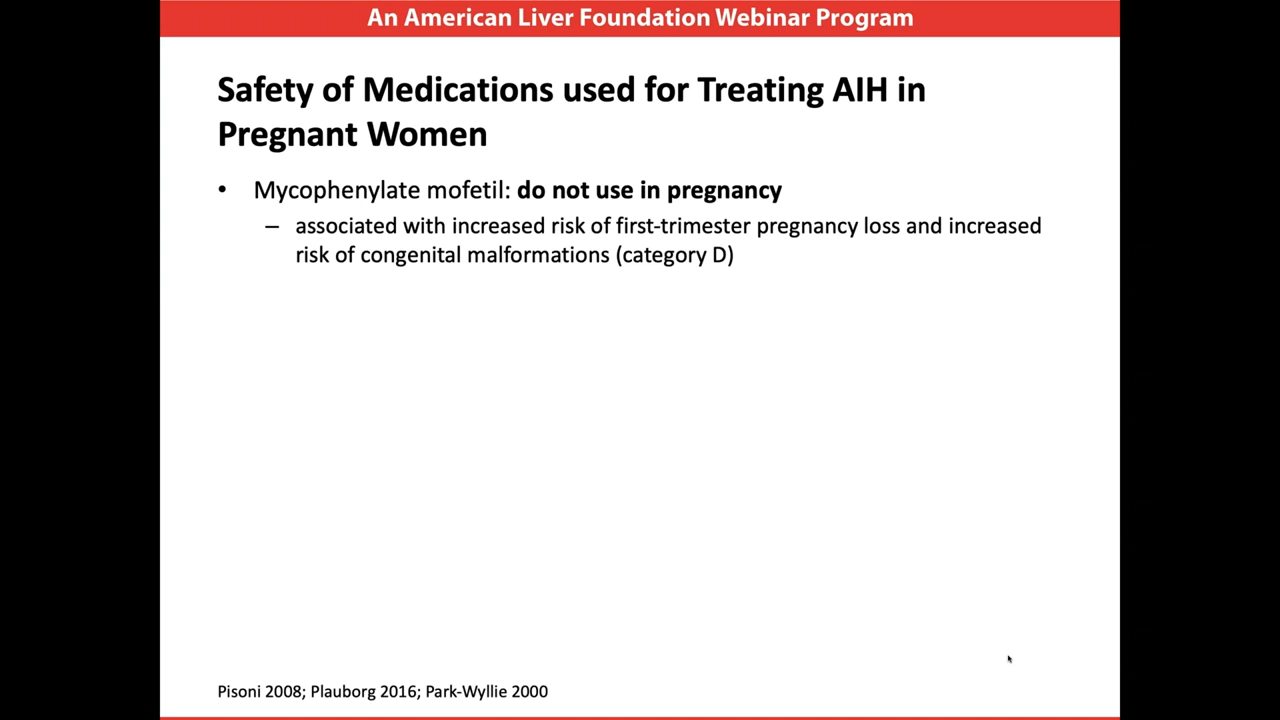 An American Liver Foundation Webinar Program
Safety of Medications used for Treating AIH in
Pregnant Women
• Mycophenylate mofetil: do not use in pregnancy
– associated with increased risk of first-trimester pregnancy loss and increased
risk of congenital malformations (category D)
Pisoni 2008; Plauborg 2016; Park-Wyllie 2000